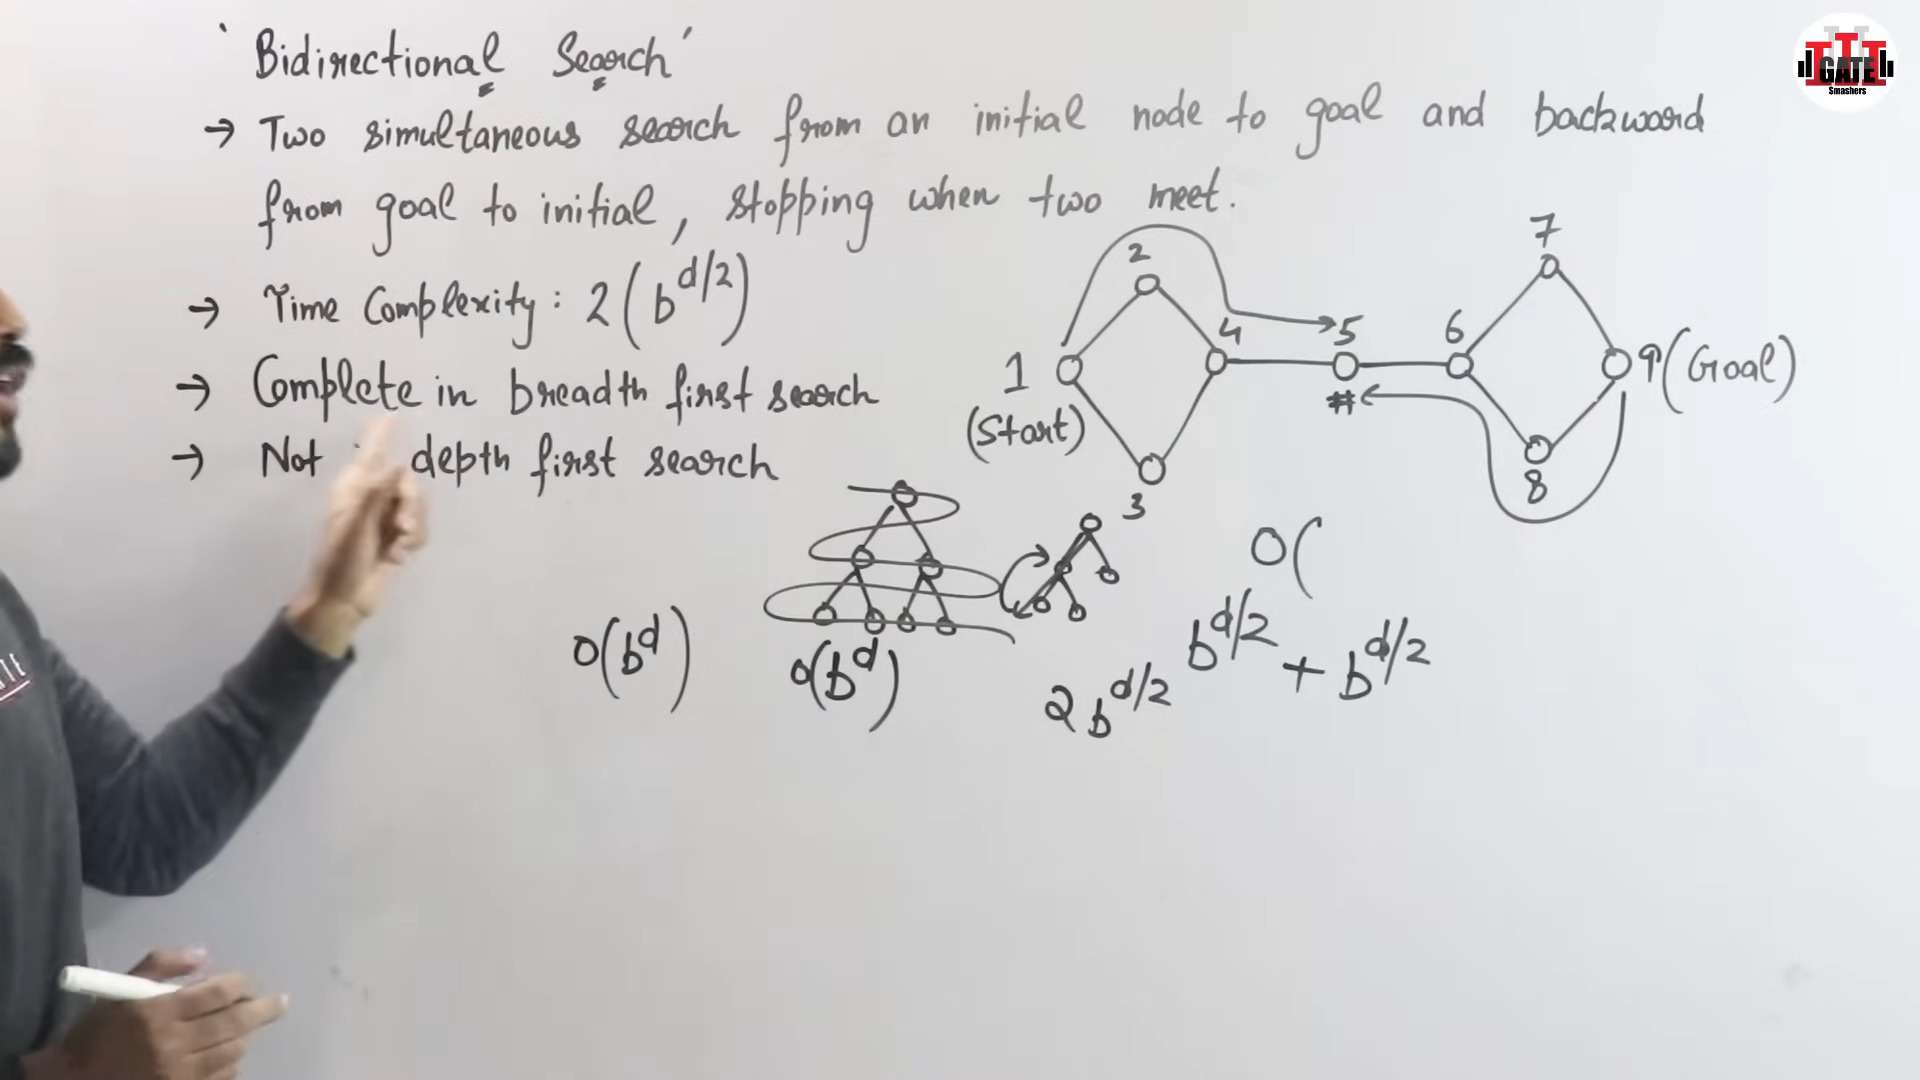 'Bidirectional Search'
→ Two simultaneous search from an initial node to goal and backward
from goal to initial, stopping when two meet.
→ Time Complexity: 2(b^d/2)
→ Complete in breadth first search
→ Not depth first search
2
7
4
5
6
1
(Start)
9(Goal)
#
3
8
O(
O(b^d)
O(b^d)
b^d/2 + b^d/2
2b^d/2
GATE
Smashers